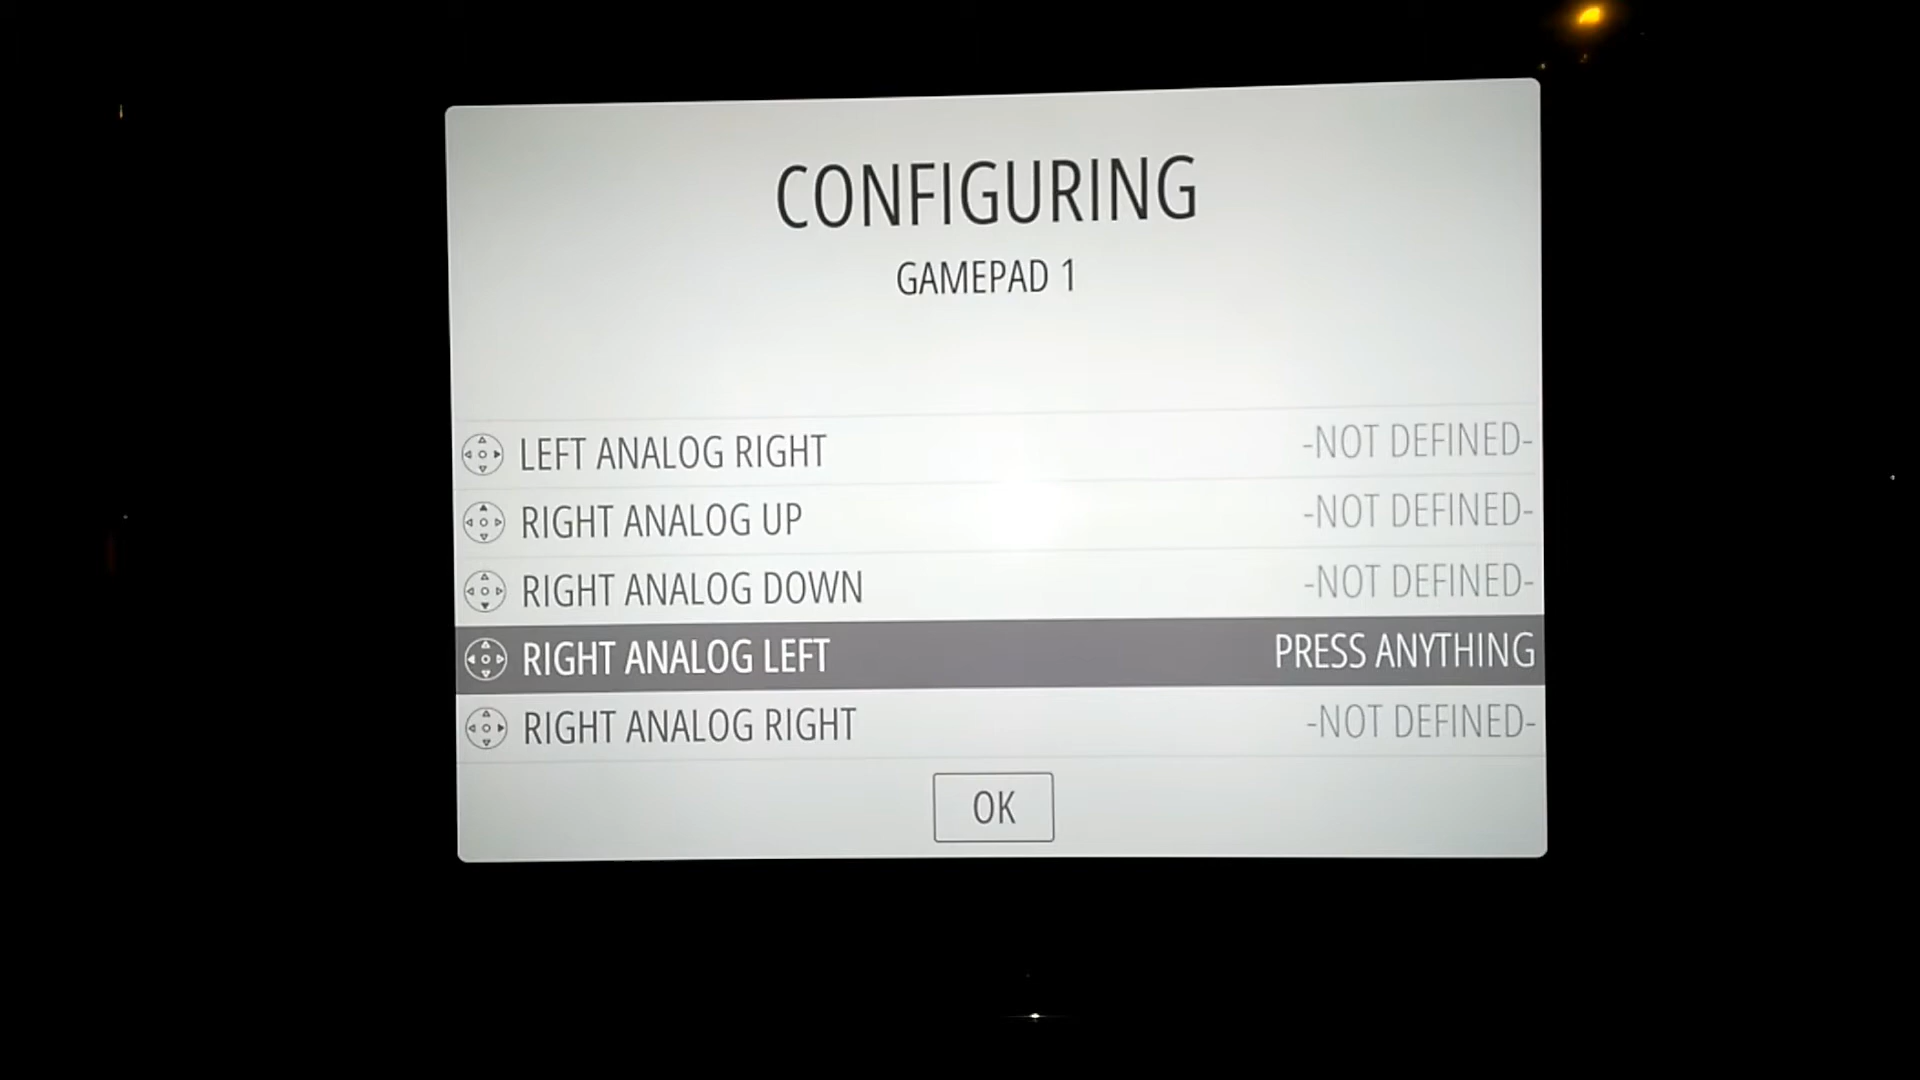 CONFIGURING
GAMEPAD 1
LEFT ANALOG RIGHT -NOT DEFINED-
RIGHT ANALOG UP -NOT DEFINED-
RIGHT ANALOG DOWN -NOT DEFINED-
RIGHT ANALOG LEFT PRESS ANYTHING
RIGHT ANALOG RIGHT -NOT DEFINED-
OK